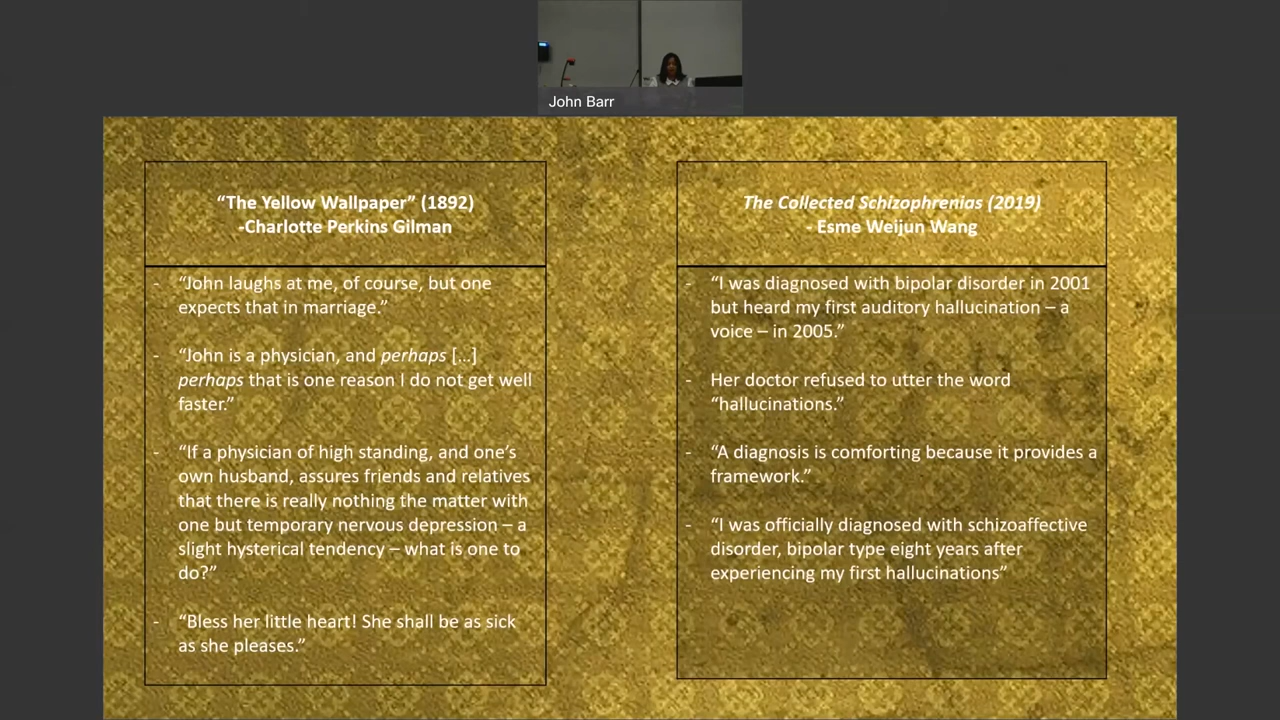 John Barr
“The Yellow Wallpaper” (1892)
-Charlotte Perkins Gilman
- “John laughs at me, of course, but one
expects that in marriage.”
- “John is a physician, and perhaps […]
perhaps that is one reason I do not get well
faster.”
- “If a physician of high standing, and one’s
own husband, assures friends and relatives
that there is really nothing the matter with
one but temporary nervous depression – a
slight hysterical tendency – what is one to
do?”
- “Bless her little heart! She shall be as sick
as she pleases.”
The Collected Schizophrenias (2019)
- Esme Weijun Wang
- “I was diagnosed with bipolar disorder in 2001
but heard my first auditory hallucination – a
voice – in 2005.”
- Her doctor refused to utter the word
“hallucinations.”
- “A diagnosis is comforting because it provides a
framework.”
- “I was officially diagnosed with schizoaffective
disorder, bipolar type eight years after
experiencing my first hallucinations”